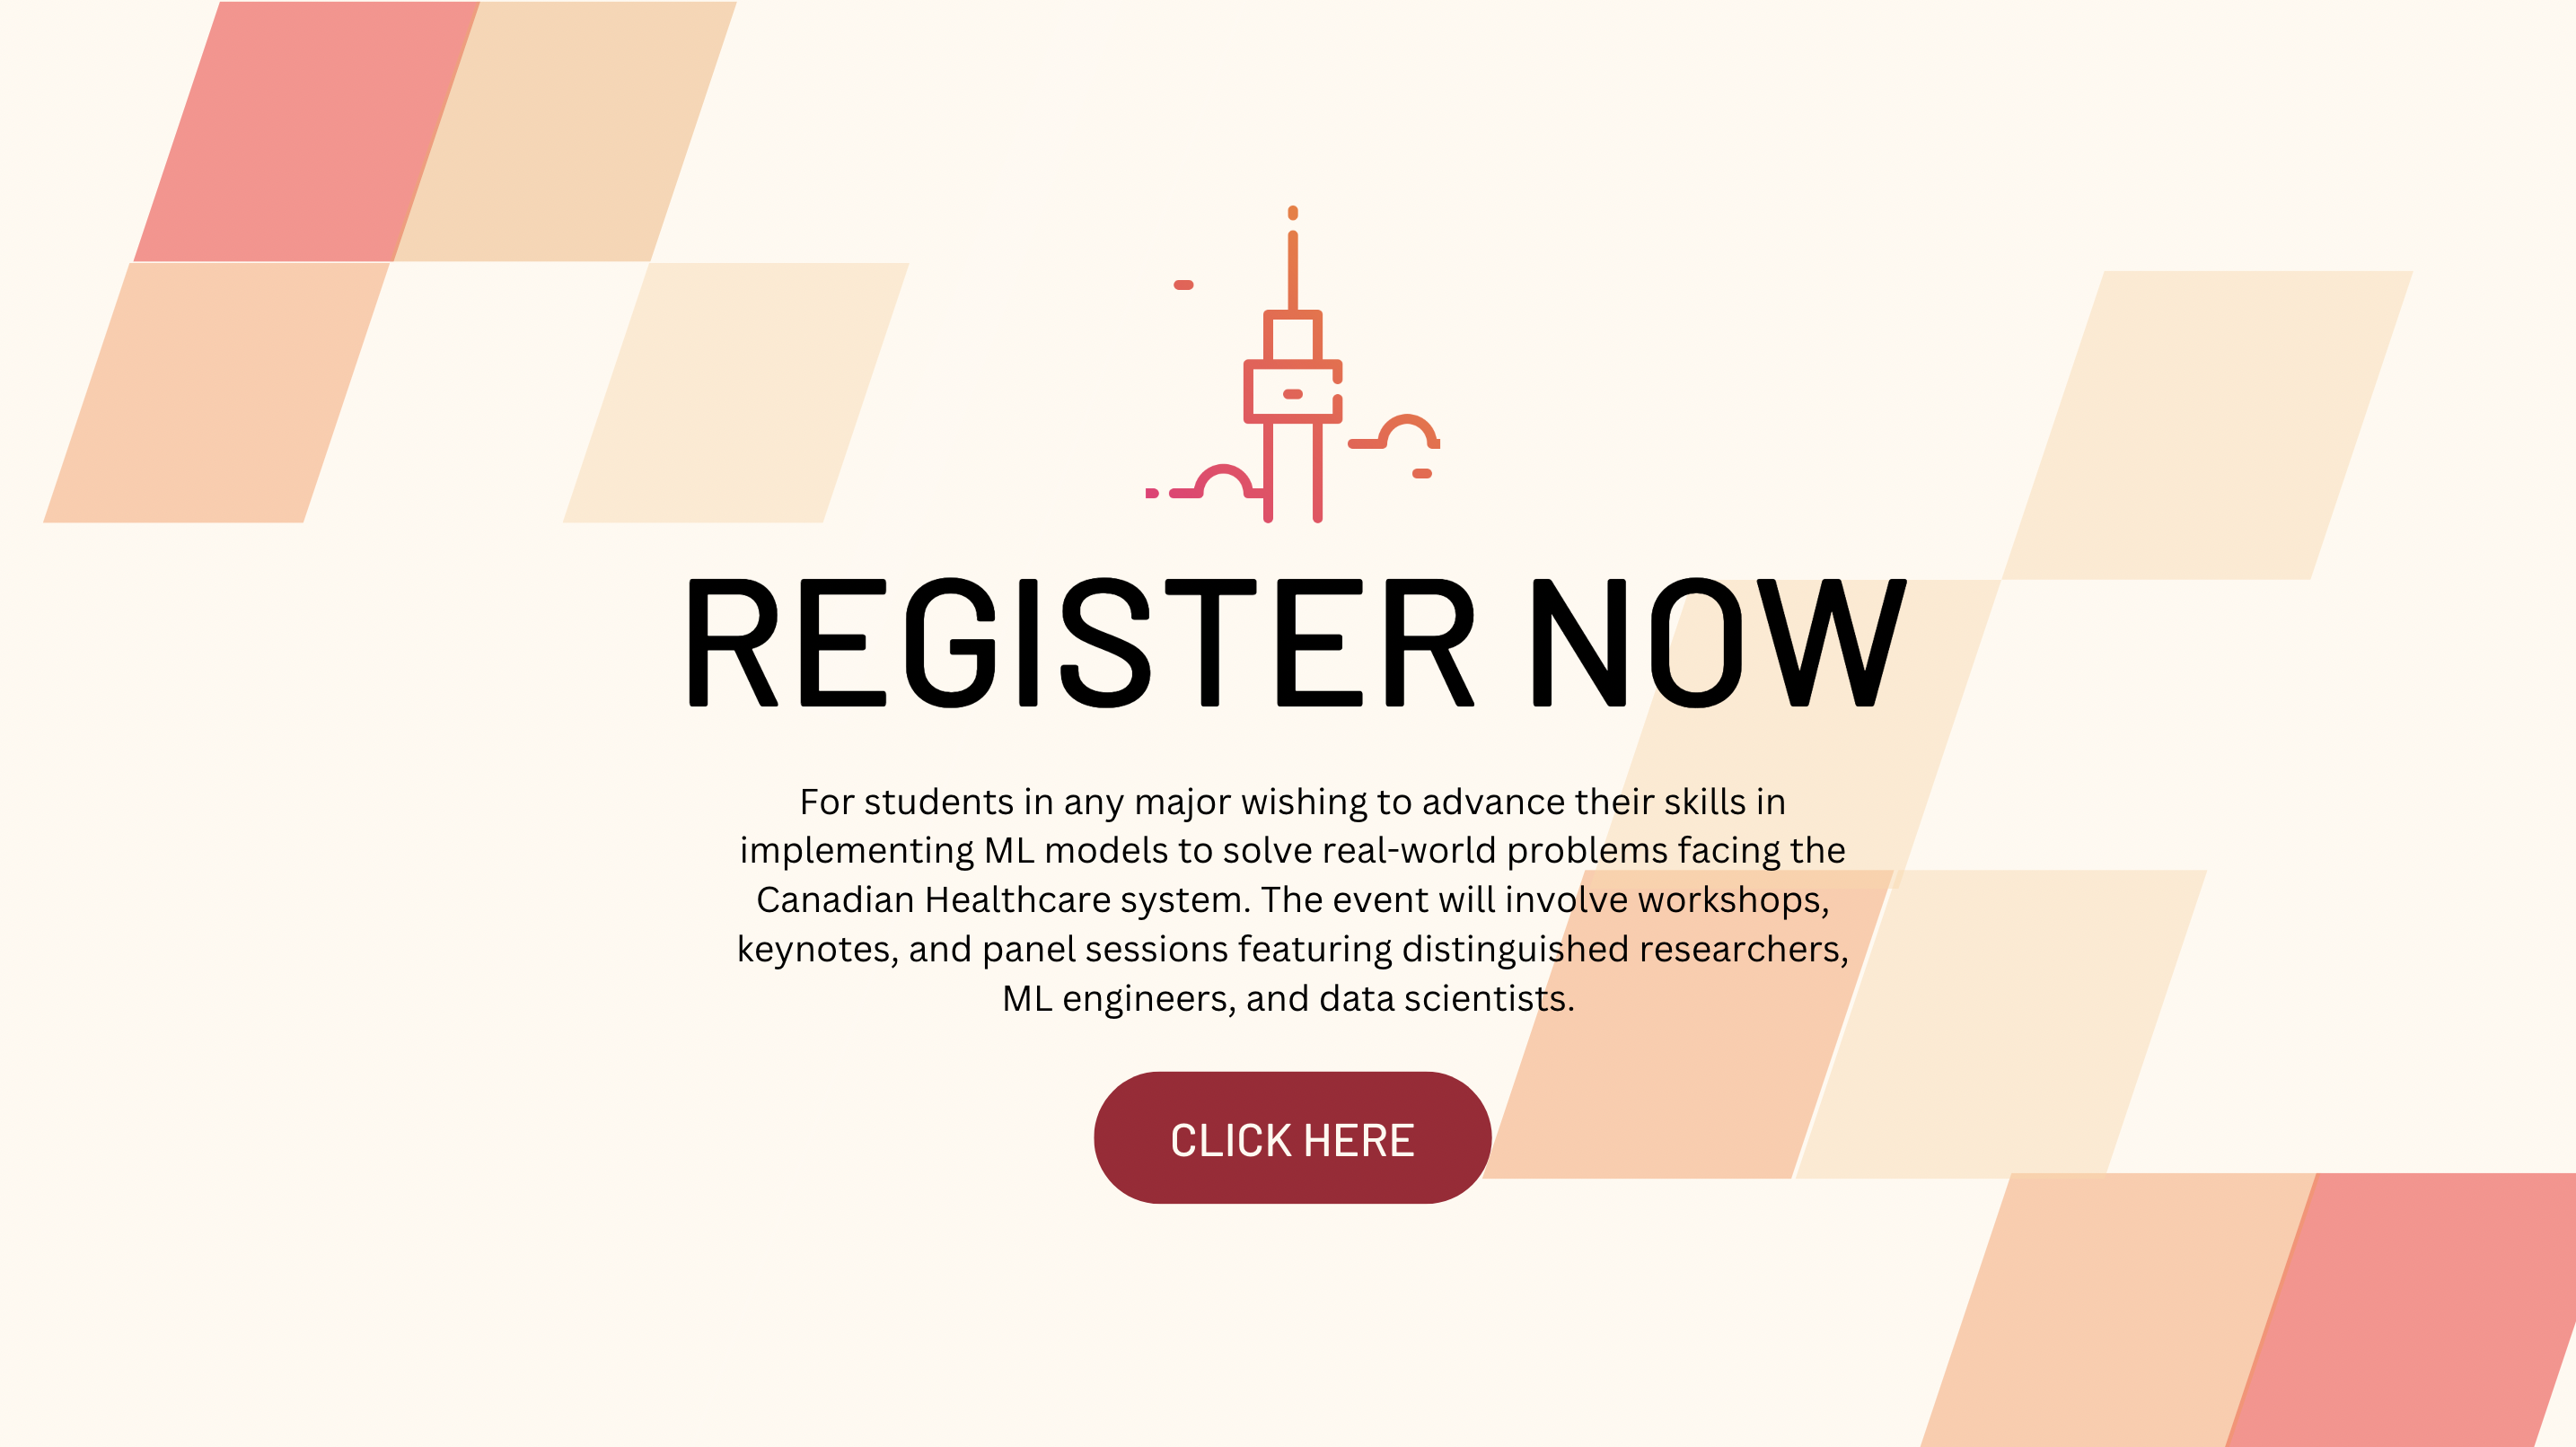 REGISTER NOW
For students in any major wishing to advance their skills in
implementing ML models to solve real-world problems facing the
Canadian Healthcare system. The event will involve workshops,
keynotes, and panel sessions featuring distinguished researchers,
ML engineers, and data scientists.
CLICK HERE